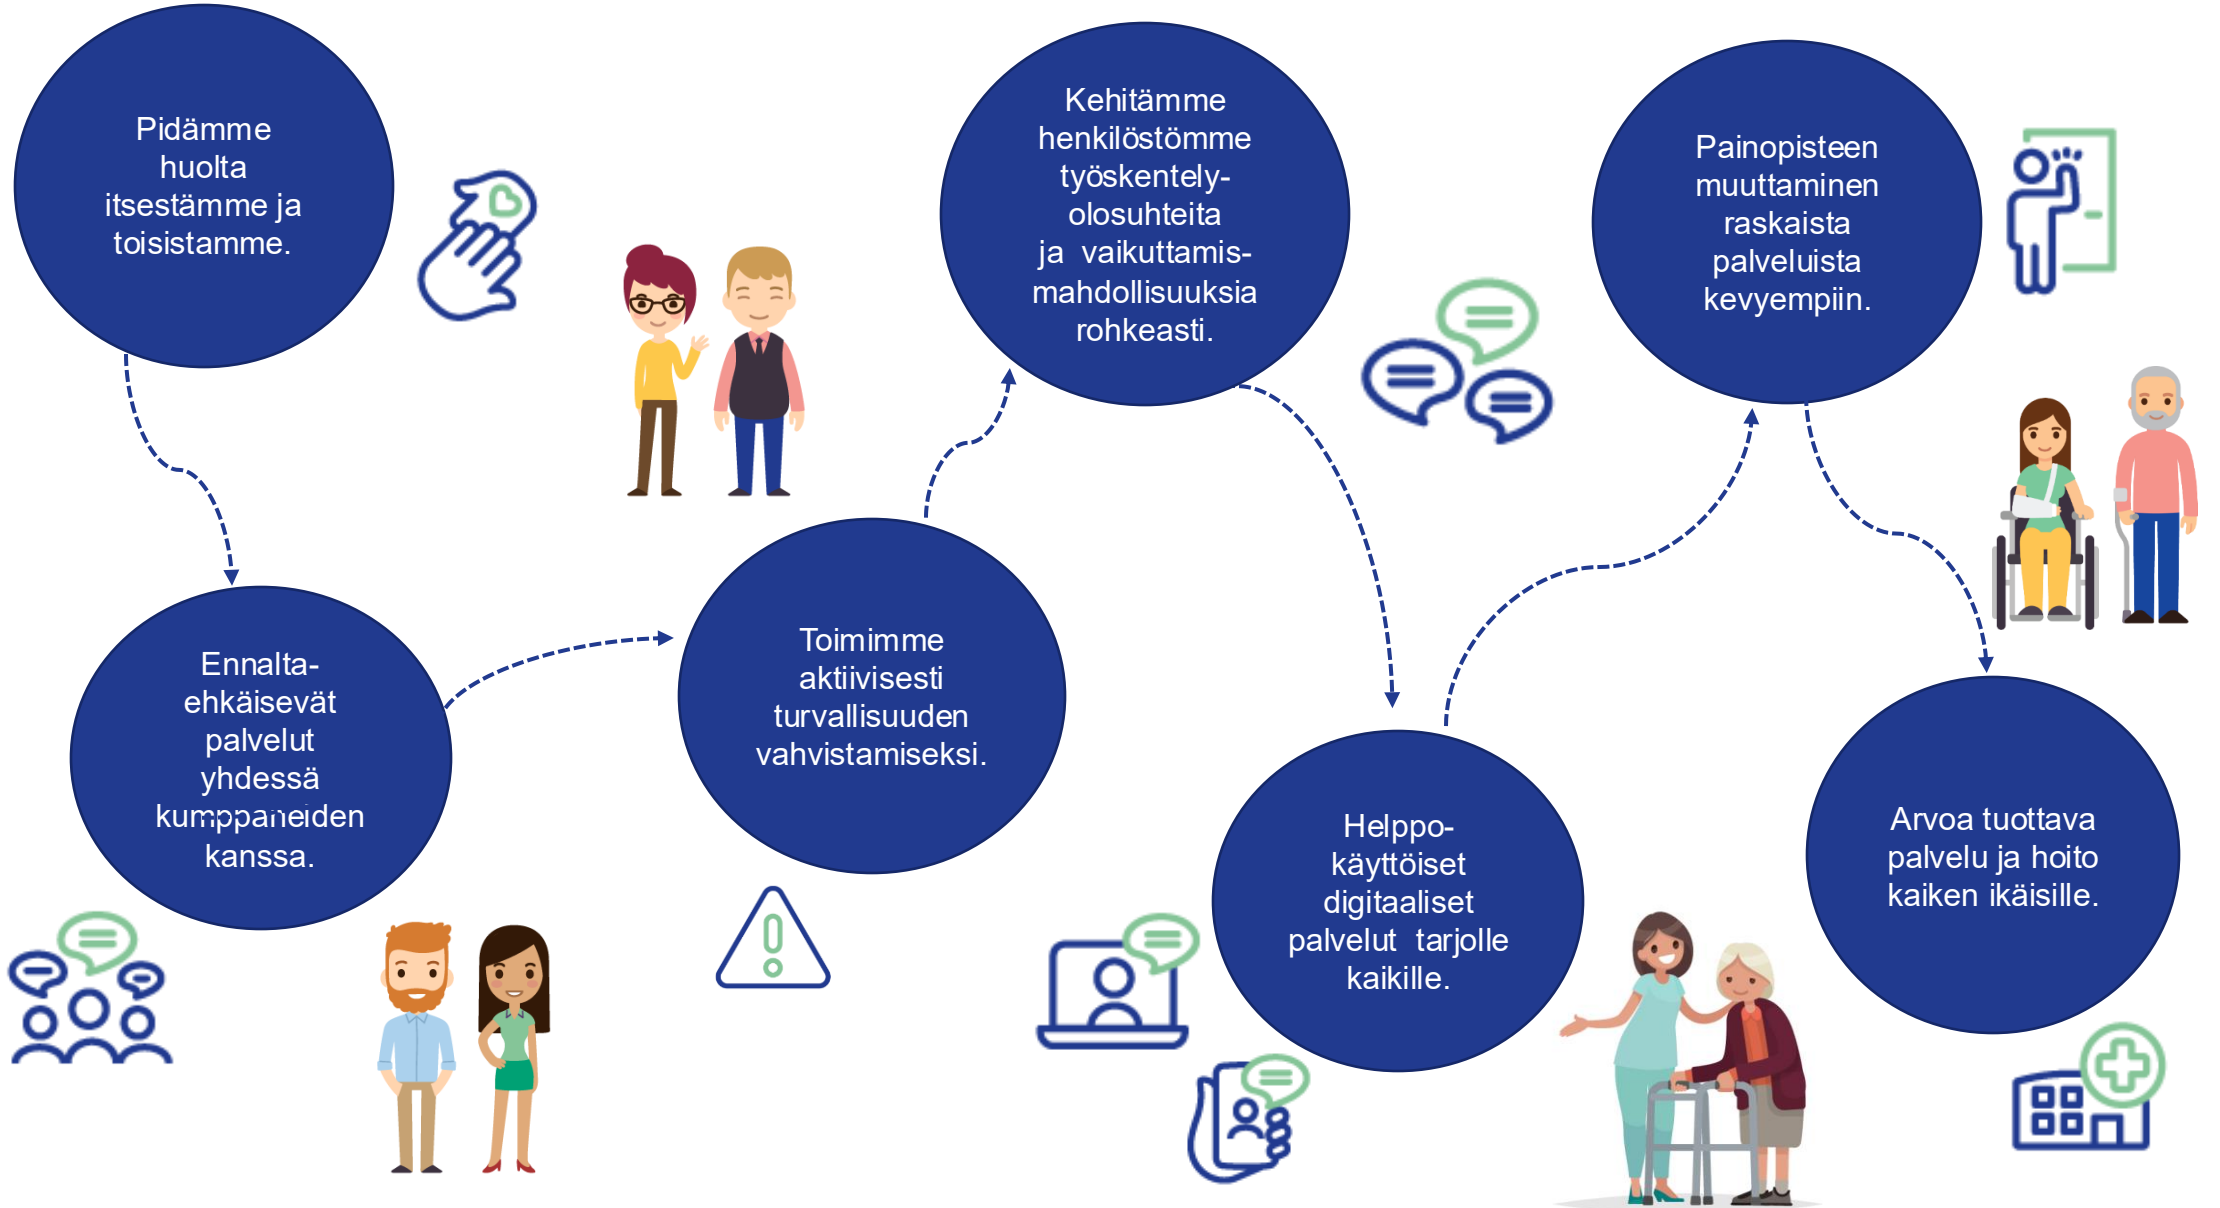 Pidämme
huolta
itsestämme ja
toisistamme.
Ennalta-
ehkäisevät
palvelut
yhdessä
kumppaneiden
kanssa.
Toimimme
aktiivisesti
turvallisuuden
vahvistamiseksi.
Kehitämme
henkilöstömme
työskentely-
olosuhteita
ja vaikuttamis-
mahdollisuuksia
rohkeasti.
Helppo-
käyttöiset
digitaaliset
palvelut tarjolle
kaikille.
Painopisteen
muuttaminen
raskaista
palveluista
kevyempiin.
Arvoa tuottava
palvelu ja hoito
kaiken ikäisille.